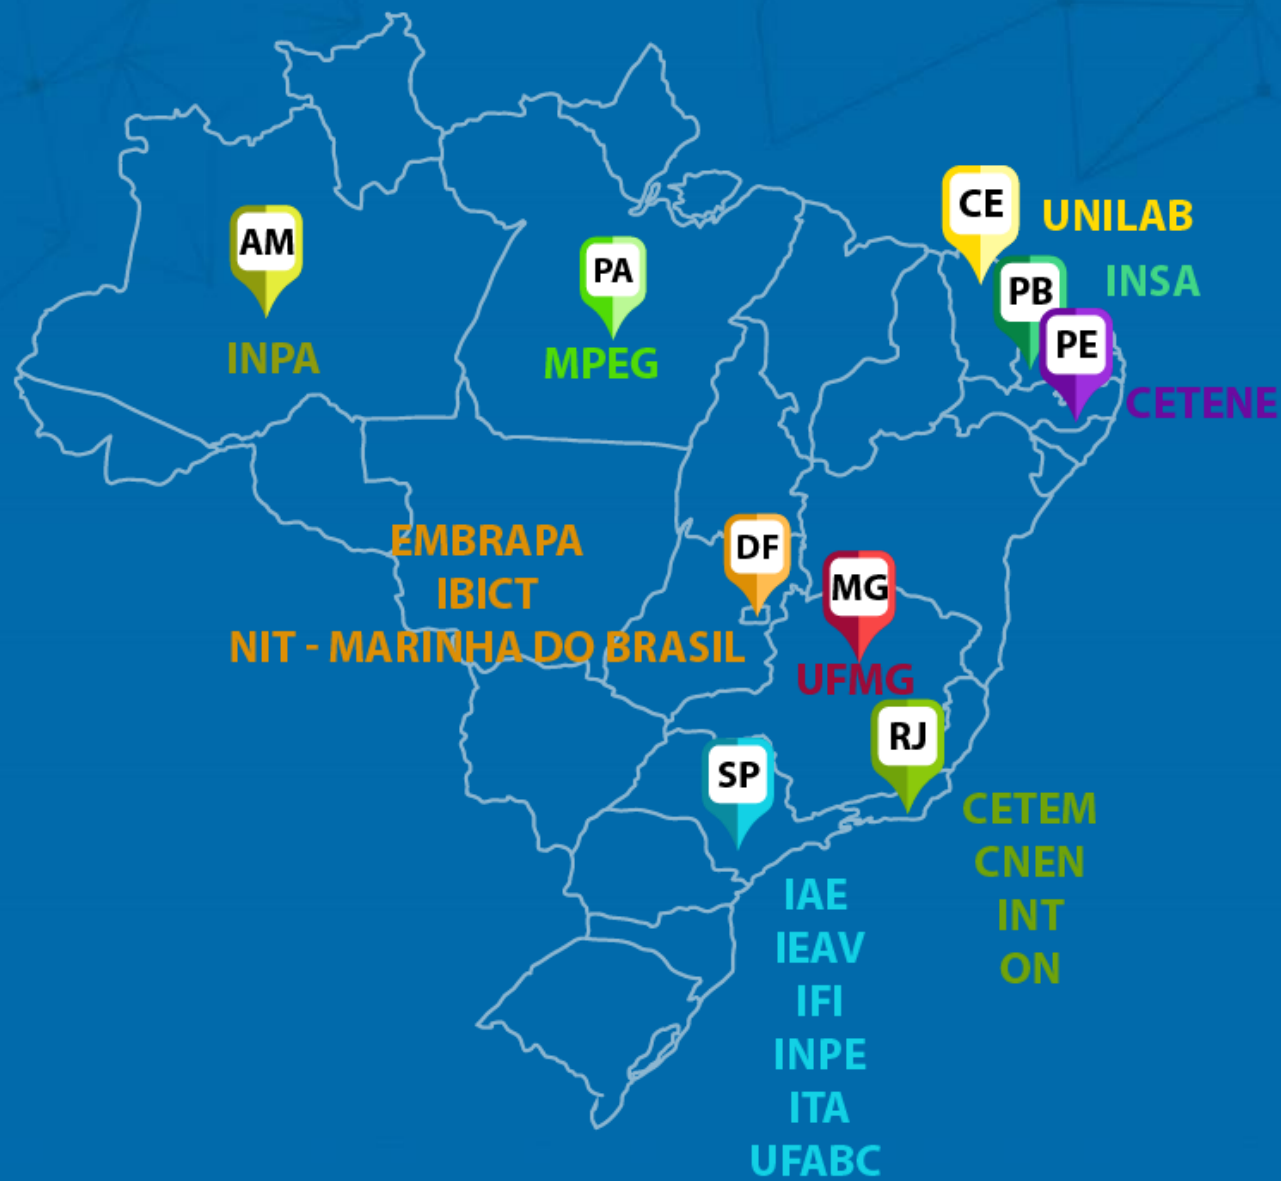 CE
UNILAB
AM
INPA
PA
MPEG
PB
INSA
PE
CETENE
DF
EMBRAPA
IBICT
NIT - MARINHA DO BRASIL
MG
UFMG
RJ
CETEM
CNEN
INT
ON
SP
IAE
IEAV
IFI
INPE
ITA
UFABC